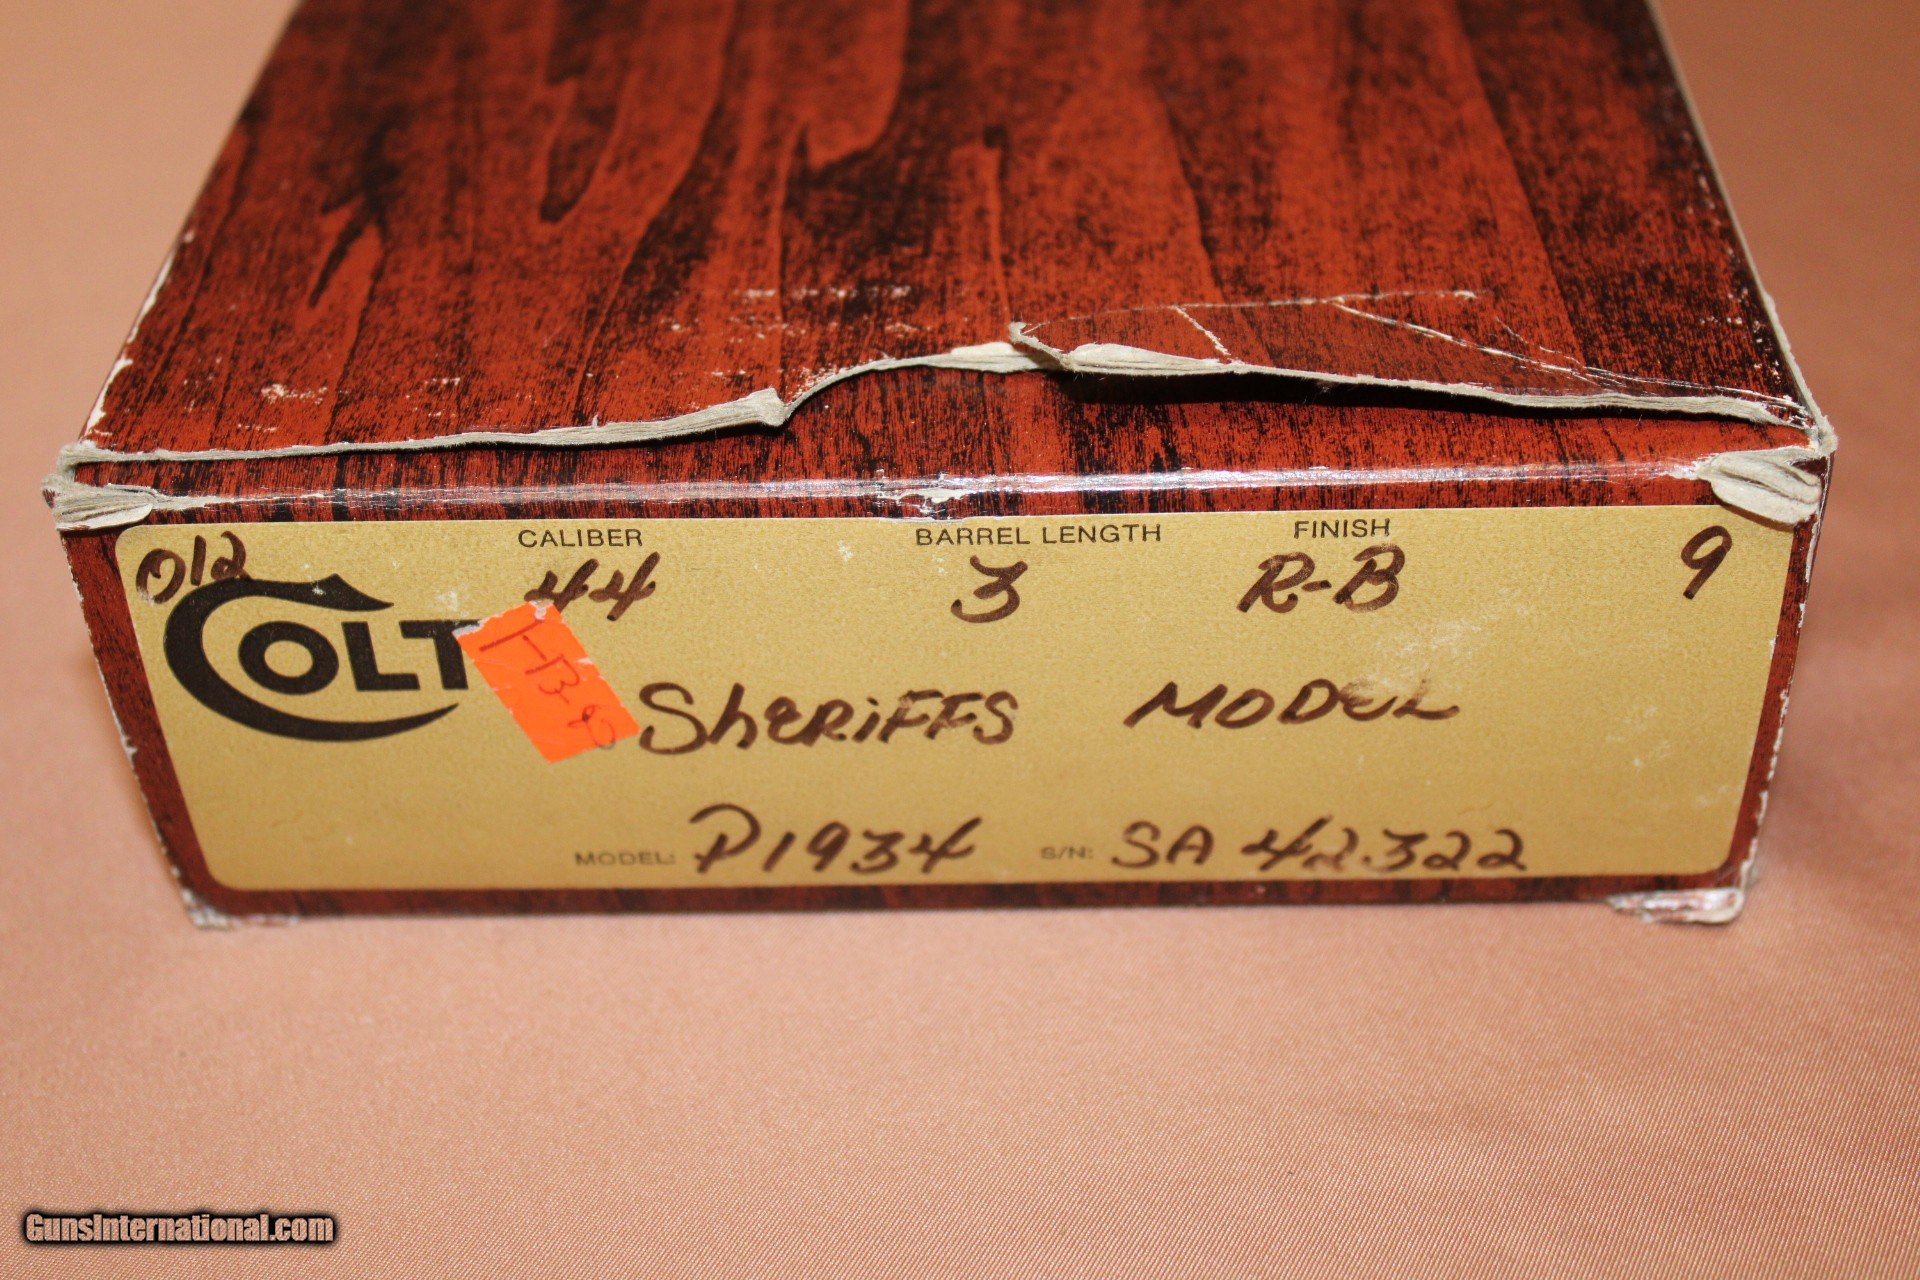 CALIBER BARREL LENGTH FINISH
012 44 3 R-B 9
COLT
SheRiFFS MODEL
MODEL: P1934 S/N: SA 42322
GunsInternational.com